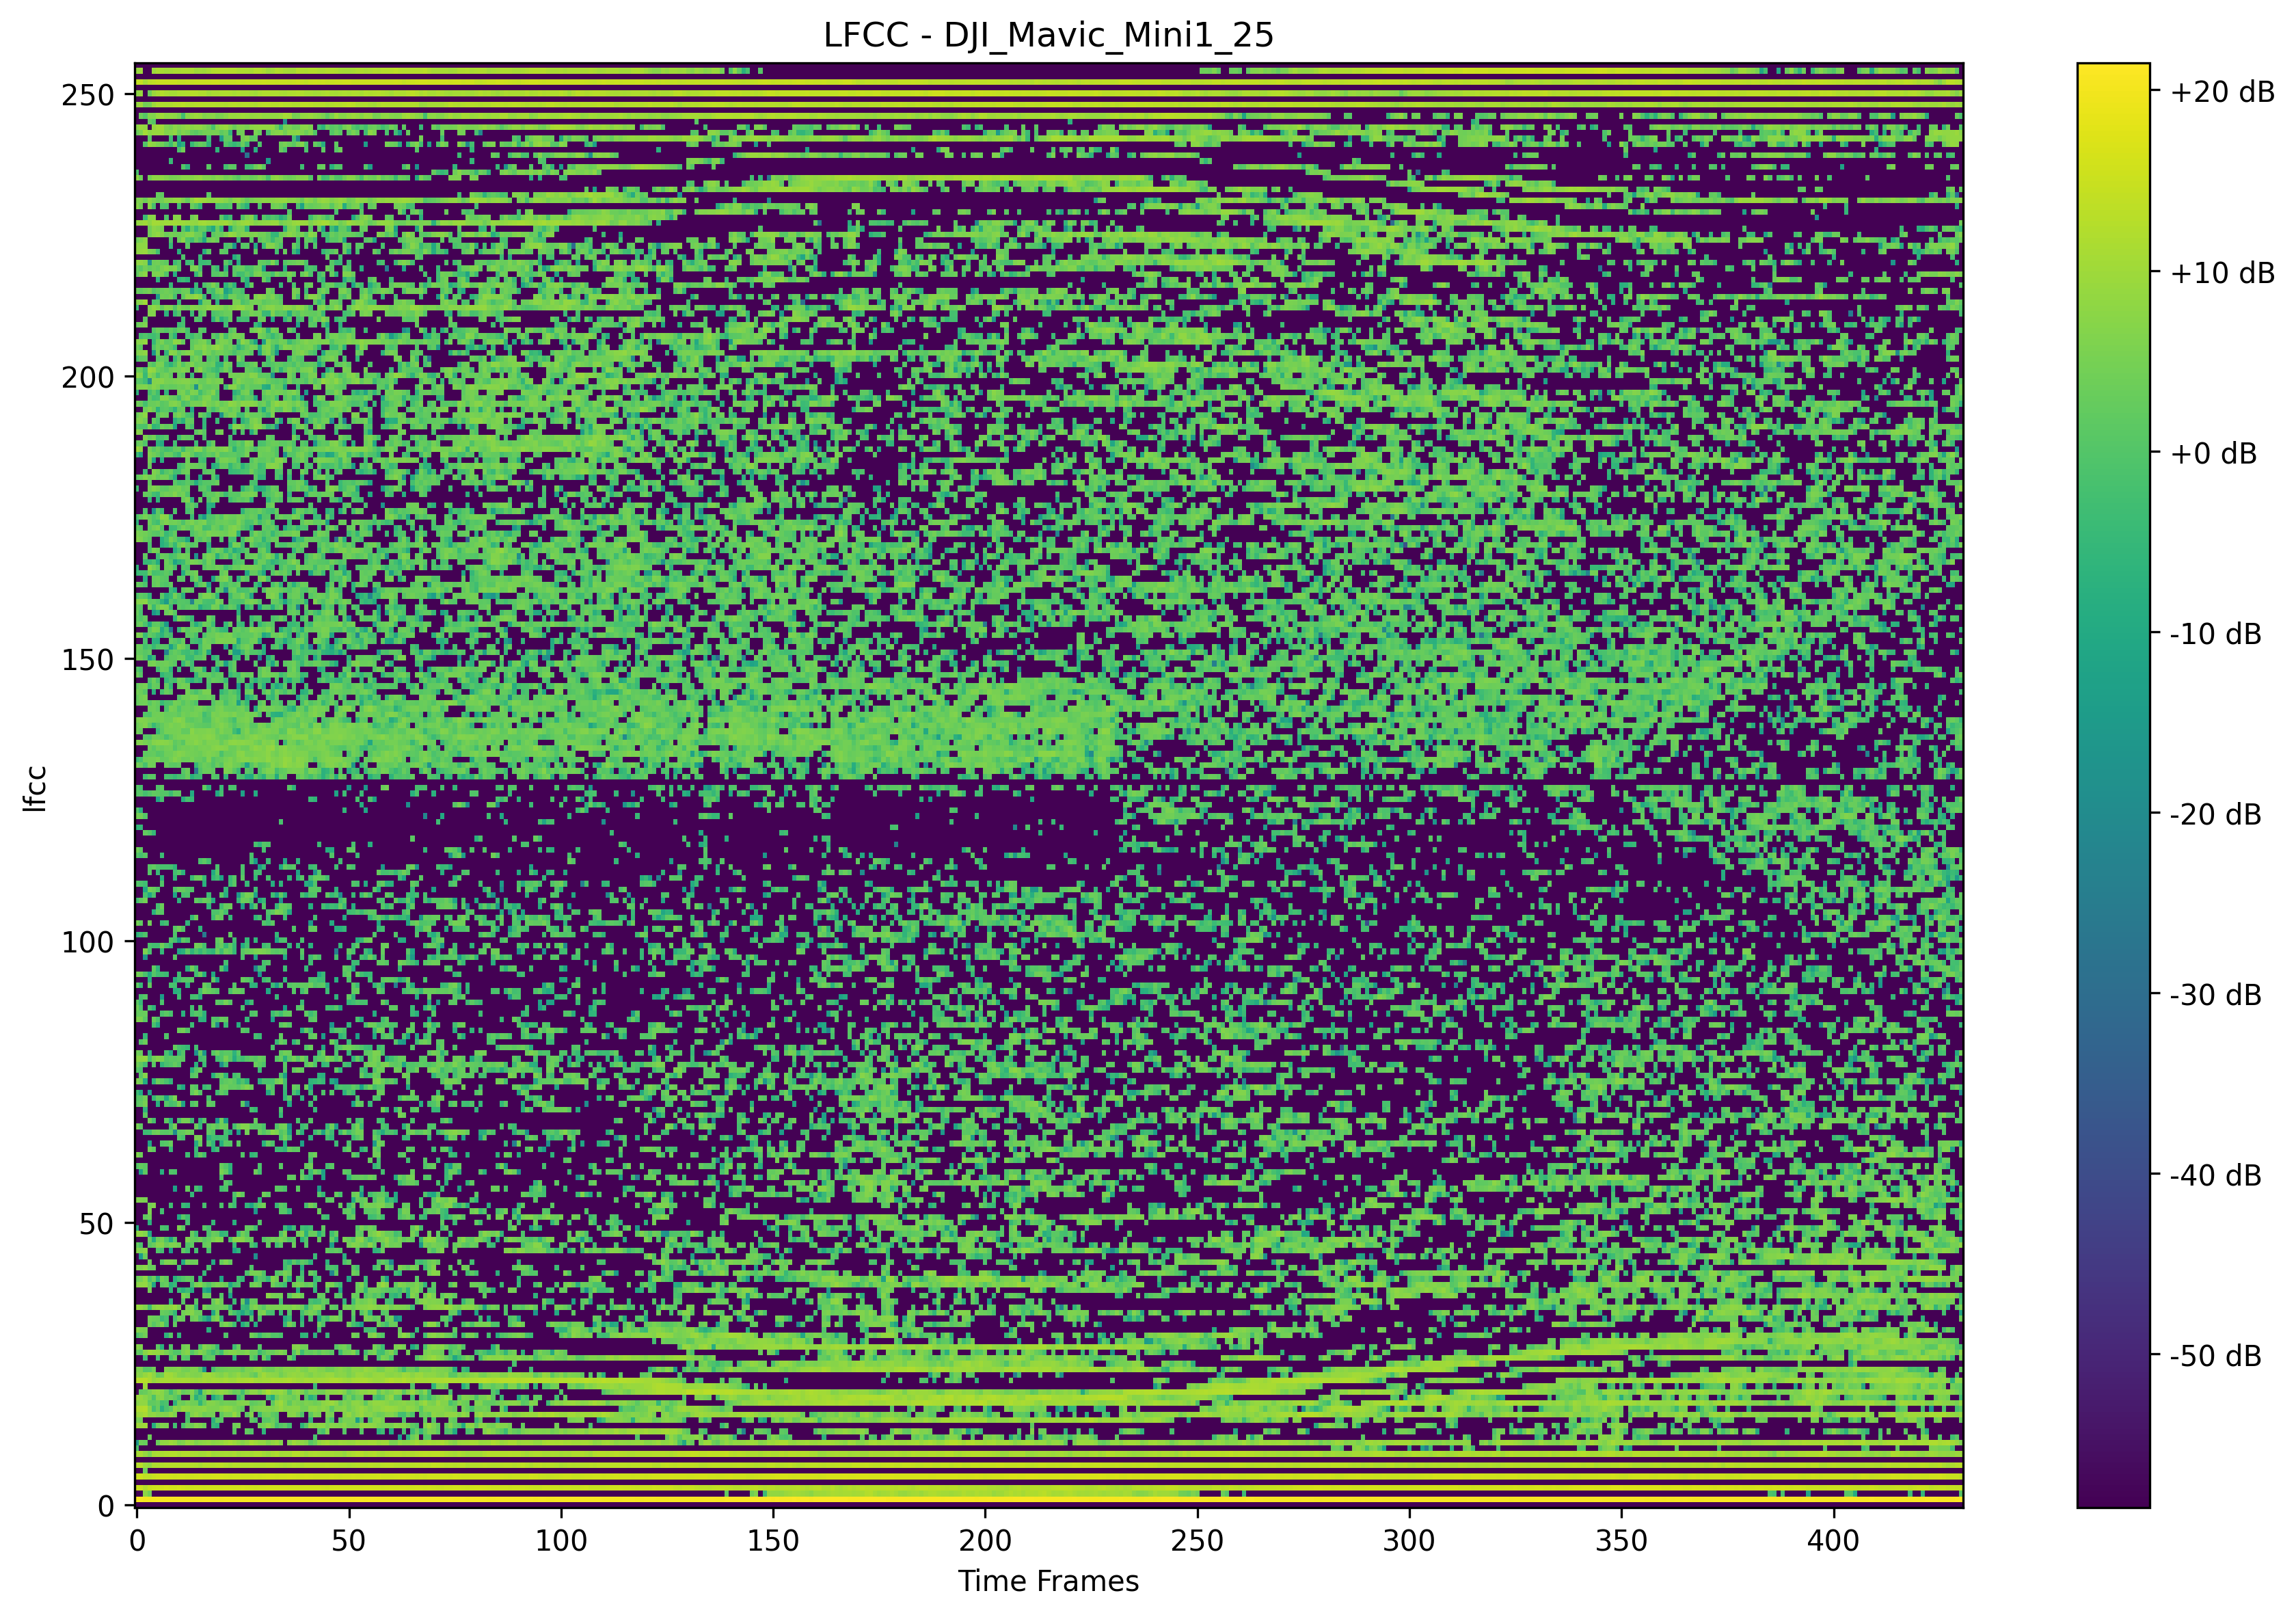 LFCC - DJI_Mavic_Mini1_25
lfcc
250
200
150
100
50
0
0 50 100 150 200 250 300 350 400
Time Frames
+20 dB
+10 dB
+0 dB
-10 dB
-20 dB
-30 dB
-40 dB
-50 dB